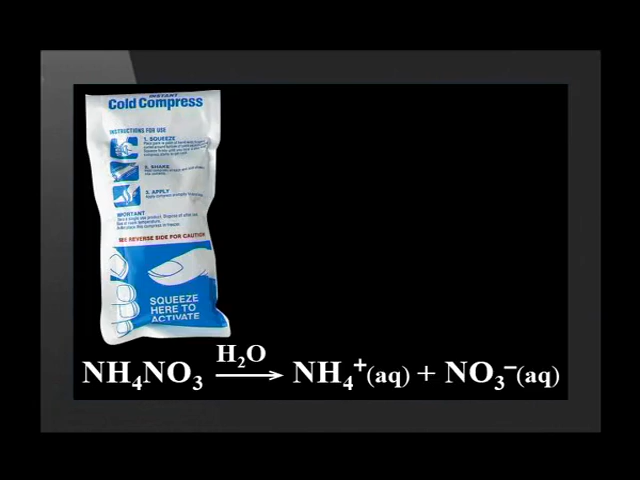 INSTANT
Cold Compress
INSTRUCTIONS FOR USE
1. SQUEEZE
2. SHAKE
3. APPLY
IMPORTANT
SEE REVERSE SIDE FOR CAUTION
SQUEEZE
HERE TO
ACTIVATE
H₂O
NH₄NO₃ ⟶ NH₄⁺(aq) + NO₃⁻(aq)